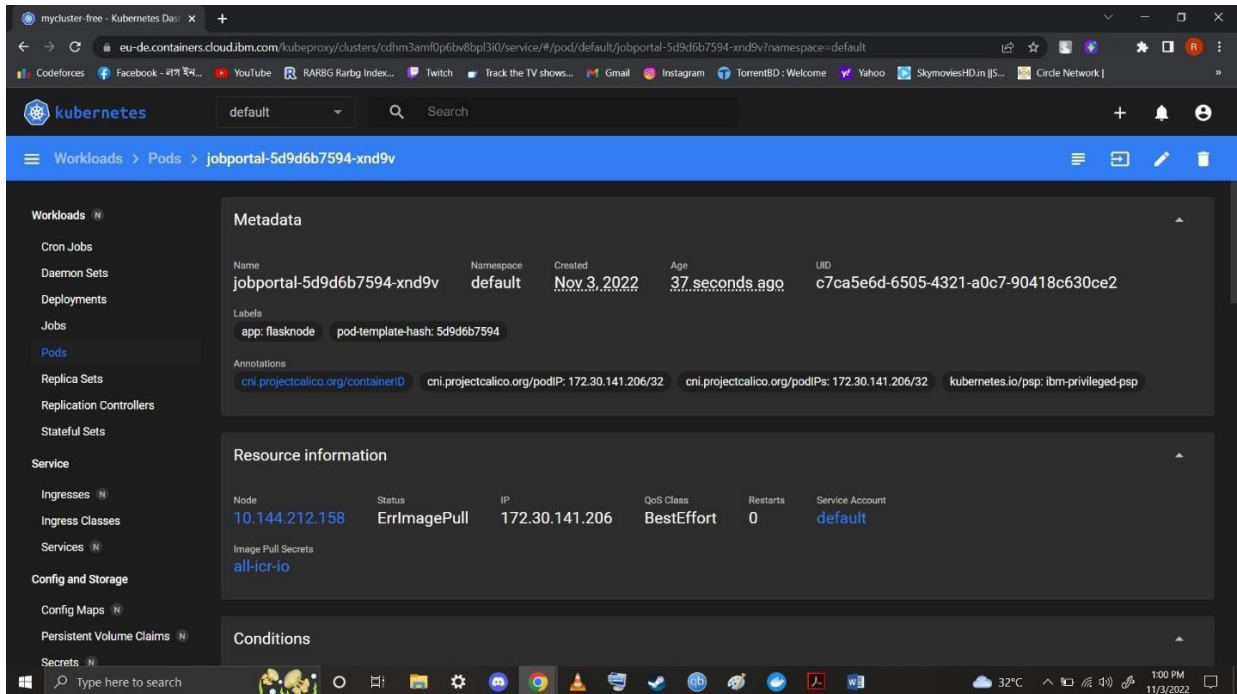 mycluster-free - Kubernetes Das
eu-de.containers.cloud.ibm.com/kubeproxy/clusters/cdhm3amf0p6bv8bpl3i0/service/#/pod/default/jobportal-5d9d6b7594-xnd9v?namespace=default
R
Codeforces Facebook - YouTube RARBG Rarbg Index... Twitch Track the TV shows... Gmail Instagram TorrentBD : Welcome Yahoo SkymoviesHD.in ||S... Circle Network | »
kubernetes default Search
Workloads > Pods > jobportal-5d9d6b7594-xnd9v
Workloads N
Cron Jobs
Daemon Sets
Deployments
Jobs
Pods
Replica Sets
Replication Controllers
Stateful Sets
Service
Ingresses N
Ingress Classes
Services N
Config and Storage
Config Maps N
Persistent Volume Claims N
Secrets N
Metadata
Name Namespace Created Age UID
jobportal-5d9d6b7594-xnd9v default Nov 3, 2022 37 seconds ago c7ca5e6d-6505-4321-a0c7-90418c630ce2
Labels
app: flasknode pod-template-hash: 5d9d6b7594
Annotations
cni.projectcalico.org/containerID cni.projectcalico.org/podIP: 172.30.141.206/32 cni.projectcalico.org/podIPs: 172.30.141.206/32 kubernetes.io/psp: ibm-privileged-psp
Resource information
Node Status IP QoS Class Restarts Service Account
10.144.212.158 ErrImagePull 172.30.141.206 BestEffort 0 default
Image Pull Secrets
all-icr-io
Conditions
Type here to search
gb
32°C
1:00 PM
11/3/2022